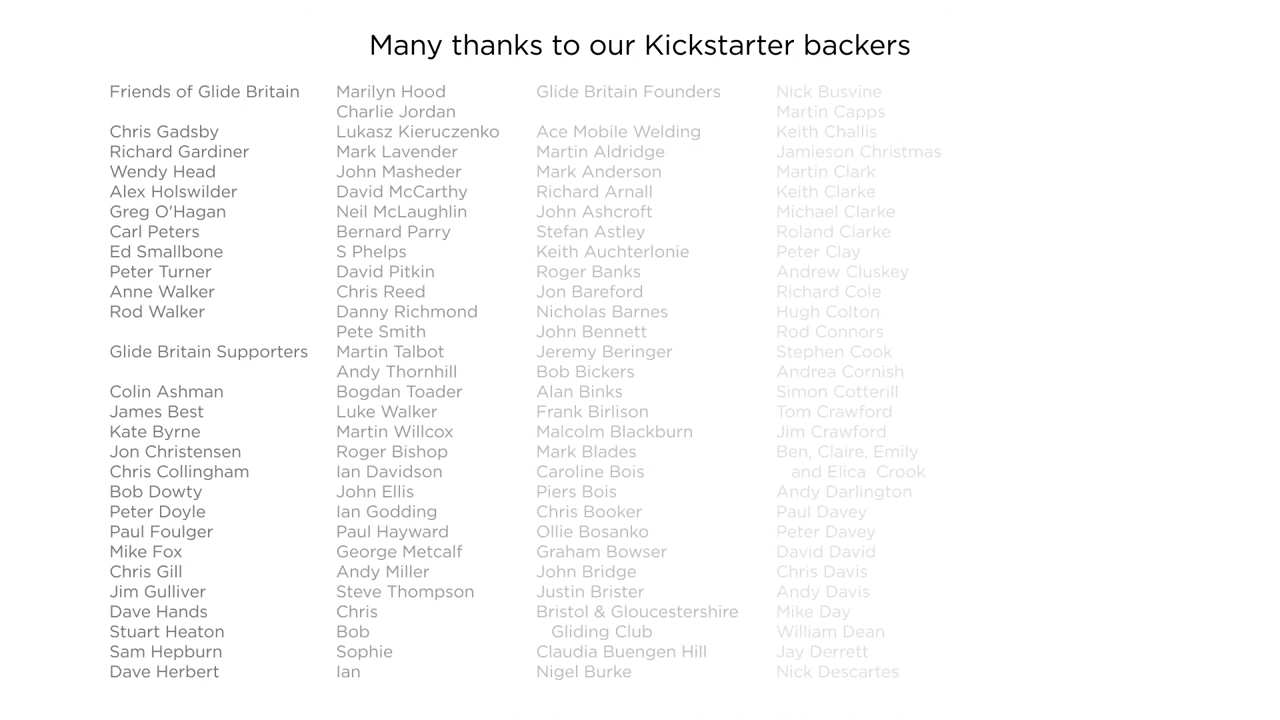 Many thanks to our Kickstarter backers
Friends of Glide Britain
Chris Gadsby
Richard Gardiner
Wendy Head
Alex Holswilder
Greg O'Hagan
Carl Peters
Ed Smallbone
Peter Turner
Anne Walker
Rod Walker
Glide Britain Supporters
Colin Ashman
James Best
Kate Byrne
Jon Christensen
Chris Collingham
Bob Dowty
Peter Doyle
Paul Foulger
Mike Fox
Chris Gill
Jim Gulliver
Dave Hands
Stuart Heaton
Sam Hepburn
Dave Herbert
Marilyn Hood
Charlie Jordan
Lukasz Kieruczenko
Mark Lavender
John Masheder
David McCarthy
Neil McLaughlin
Bernard Parry
S Phelps
David Pitkin
Chris Reed
Danny Richmond
Pete Smith
Martin Talbot
Andy Thornhill
Bogdan Toader
Luke Walker
Martin Willcox
Roger Bishop
Ian Davidson
John Ellis
Ian Godding
Paul Hayward
George Metcalf
Andy Miller
Steve Thompson
Chris
Bob
Sophie
Ian
Glide Britain Founders
Ace Mobile Welding
Martin Aldridge
Mark Anderson
Richard Arnall
John Ashcroft
Stefan Astley
Keith Auchterlonie
Roger Banks
Jon Bareford
Nicholas Barnes
John Bennett
Jeremy Beringer
Bob Bickers
Alan Binks
Frank Birlison
Malcolm Blackburn
Mark Blades
Caroline Bois
Piers Bois
Chris Booker
Ollie Bosanko
Graham Bowser
John Bridge
Justin Brister
Bristol & Gloucestershire
Gliding Club
Claudia Buengen Hill
Nigel Burke
Nick Busvine
Martin Capps
Keith Challis
Jamieson Christmas
Martin Clark
Keith Clarke
Michael Clarke
Roland Clarke
Peter Clay
Andrew Cluskey
Richard Cole
Hugh Colton
Rod Connors
Stephen Cook
Andrea Cornish
Simon Cotterill
Tom Crawford
Jim Crawford
Ben, Claire, Emily
and Elica Crook
Andy Darlington
Paul Davey
Peter Davey
David David
Chris Davis
Andy Davis
Mike Day
William Dean
Jay Derrett
Nick Descartes